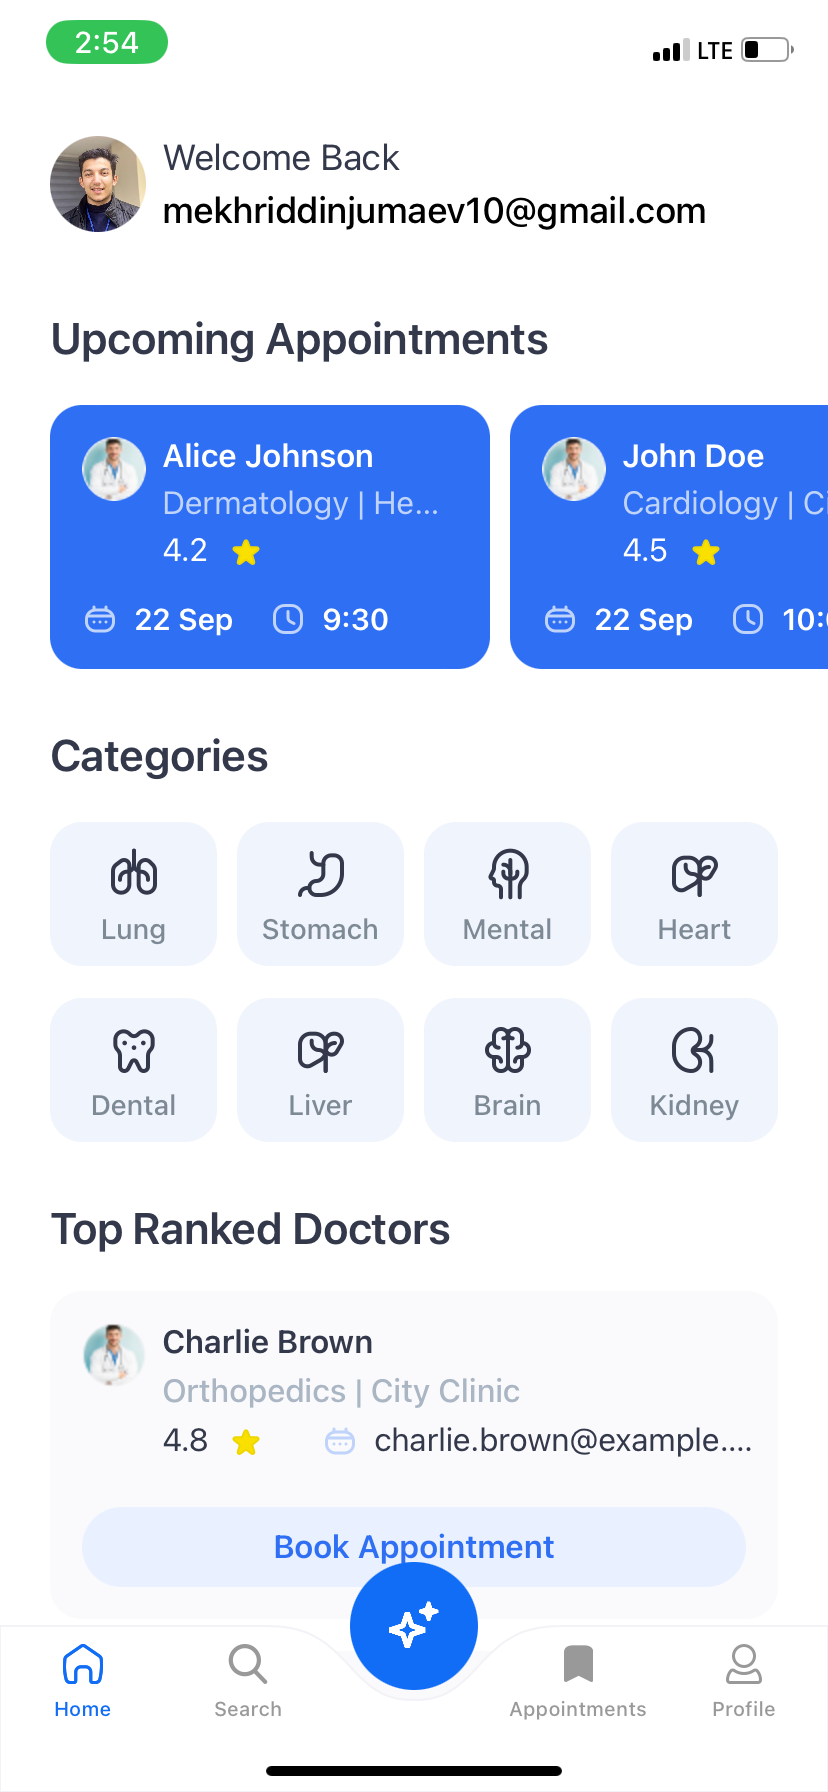 2:54
LTE
Welcome Back
mekhriddinjumaev10@gmail.com
Upcoming Appointments
Alice Johnson
Dermatology | He...
4.2
22 Sep 9:30
John Doe
Cardiology | Ci
4.5
22 Sep 10:
Categories
Lung Stomach Mental Heart
Dental Liver Brain Kidney
Top Ranked Doctors
Charlie Brown
Orthopedics | City Clinic
4.8 charlie.brown@example....
Book Appointment
Home Search Appointments Profile